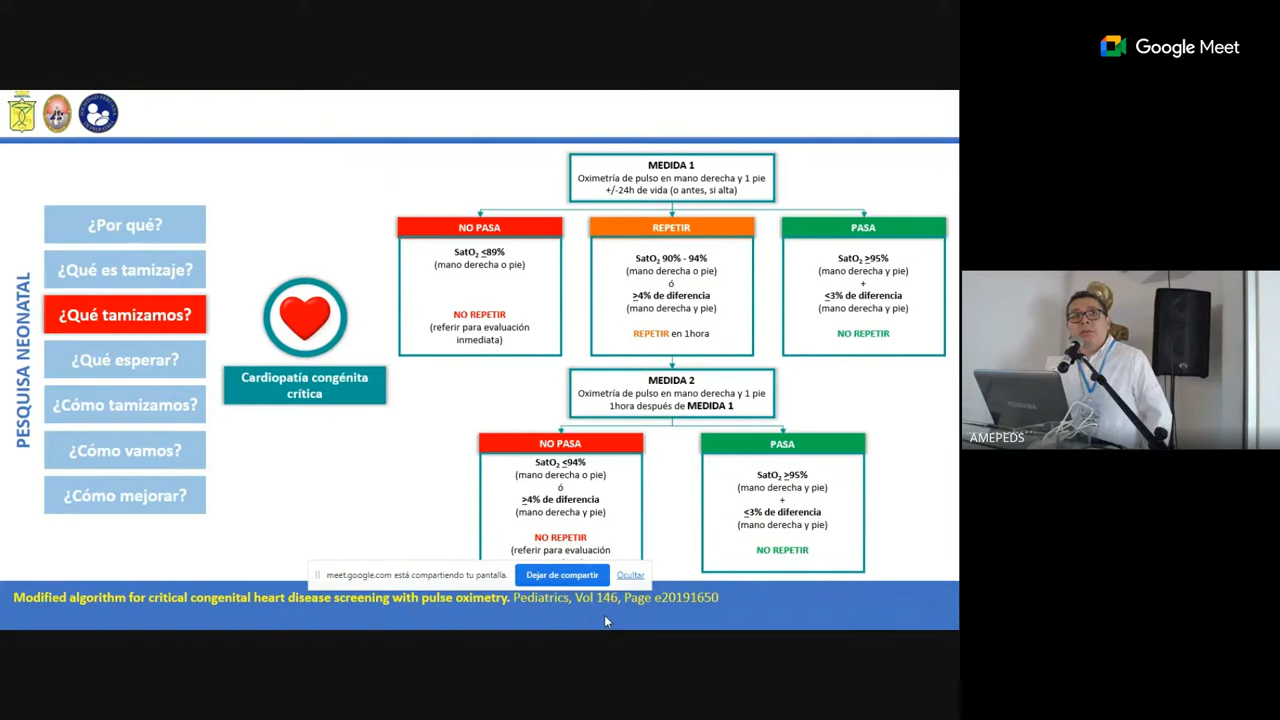 Google Meet
PESQUISA NEONATAL
¿Por qué?
¿Qué es tamizaje?
¿Qué tamizamos?
¿Qué esperar?
¿Cómo tamizamos?
¿Cómo vamos?
¿Cómo mejorar?
Cardiopatía congénita
crítica
MEDIDA 1
Oximetría de pulso en mano derecha y 1 pie
+/-24h de vida (o antes, si alta)
NO PASA
SatO₂ ≤89%
(mano derecha o pie)
NO REPETIR
(referir para evaluación
inmediata)
REPETIR
SatO₂ 90% - 94%
(mano derecha o pie)
ó
≥4% de diferencia
(mano derecha y pie)
REPETIR en 1hora
PASA
SatO₂ ≥95%
(mano derecha y pie)
+
≤3% de diferencia
(mano derecha y pie)
NO REPETIR
MEDIDA 2
Oximetría de pulso en mano derecha y 1 pie
1hora después de MEDIDA 1
NO PASA
SatO₂ ≤94%
(mano derecha o pie)
ó
≥4% de diferencia
(mano derecha y pie)
NO REPETIR
(referir para evaluación
PASA
SatO₂ ≥95%
(mano derecha y pie)
+
≤3% de diferencia
(mano derecha y pie)
NO REPETIR
meet.google.com está compartiendo tu pantalla.
Dejar de compartir
Ocultar
Modified algorithm for critical congenital heart disease screening with pulse oximetry. Pediatrics, Vol 146, Page e20191650
AMEPEDS